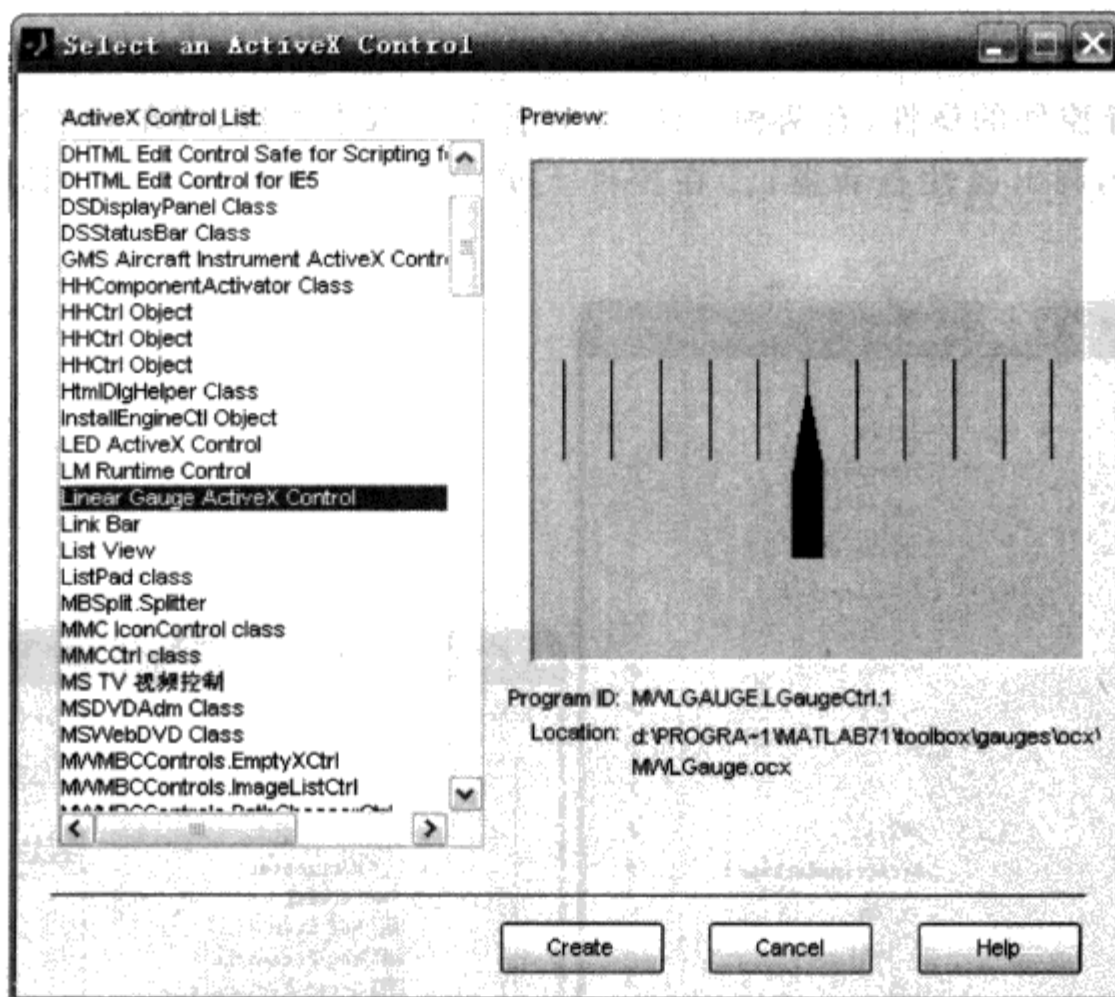 Select an ActiveX Control
ActiveX Control List:
DHTML Edit Control Safe for Scripting f
DHTML Edit Control for IE5
DSDisplayPanel Class
DSStatusBar Class
GMS Aircraft Instrument ActiveX Contr
HHComponentActivator Class
HHCtrl Object
HHCtrl Object
HHCtrl Object
HtmlDlgHelper Class
InstallEngineCtl Object
LED ActiveX Control
LM Runtime Control
Linear Gauge ActiveX Control
Link Bar
List View
ListPad class
MBSplit.Splitter
MMC IconControl class
MMCCtrl class
MS TV 视频控制
MSDVDAdm Class
MSWebDVD Class
MWMBCControls.EmptyXCtrl
MWMBCControls.ImageListCtrl
Preview:
Program ID: MWLGAUGE.LGaugeCtrl.1
Location: d:\PROGRA~1\MATLAB71\toolbox\gauges\ocx\
MWLGauge.ocx
Create
Cancel
Help